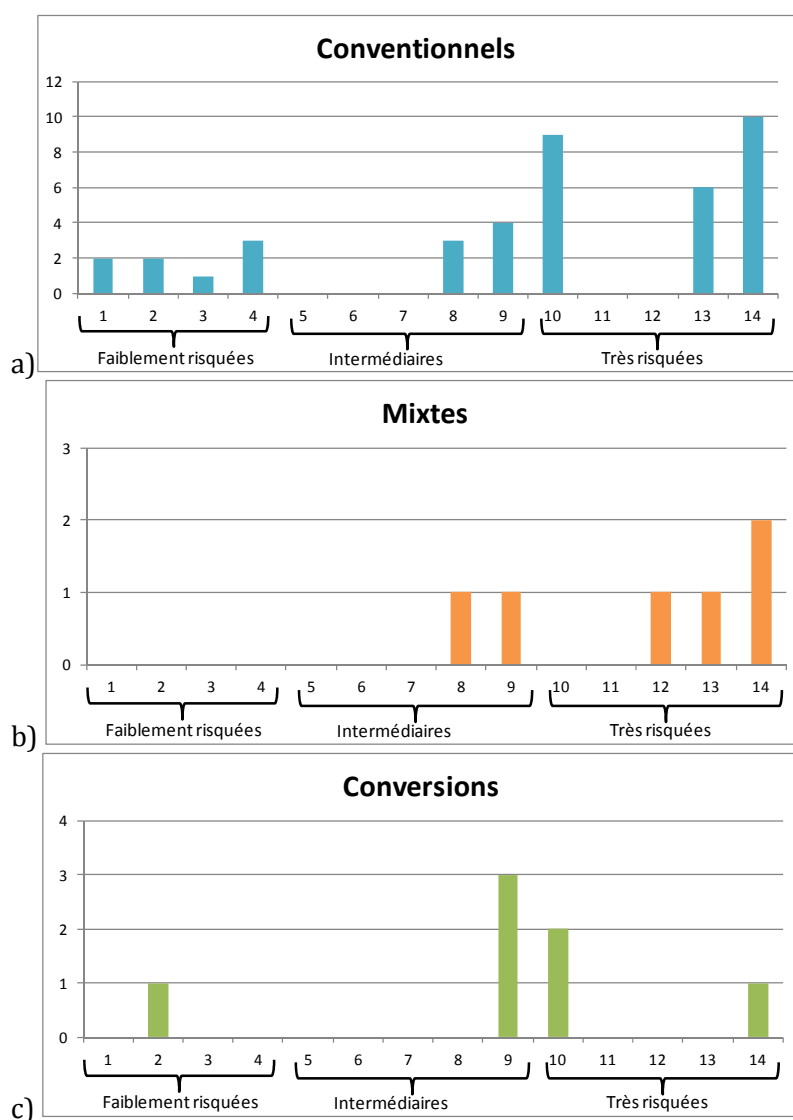 Conventionnels
12
10
8
6
4
2
0
1 2 3 4 5 6 7 8 9 10 11 12 13 14
Faiblement risquées Intermédiaires Très risquées
a)
Mixtes
3
2
1
0
1 2 3 4 5 6 7 8 9 10 11 12 13 14
Faiblement risquées Intermédiaires Très risquées
b)
Conversions
4
3
2
1
0
1 2 3 4 5 6 7 8 9 10 11 12 13 14
Faiblement risquées Intermédiaires Très risquées
c)